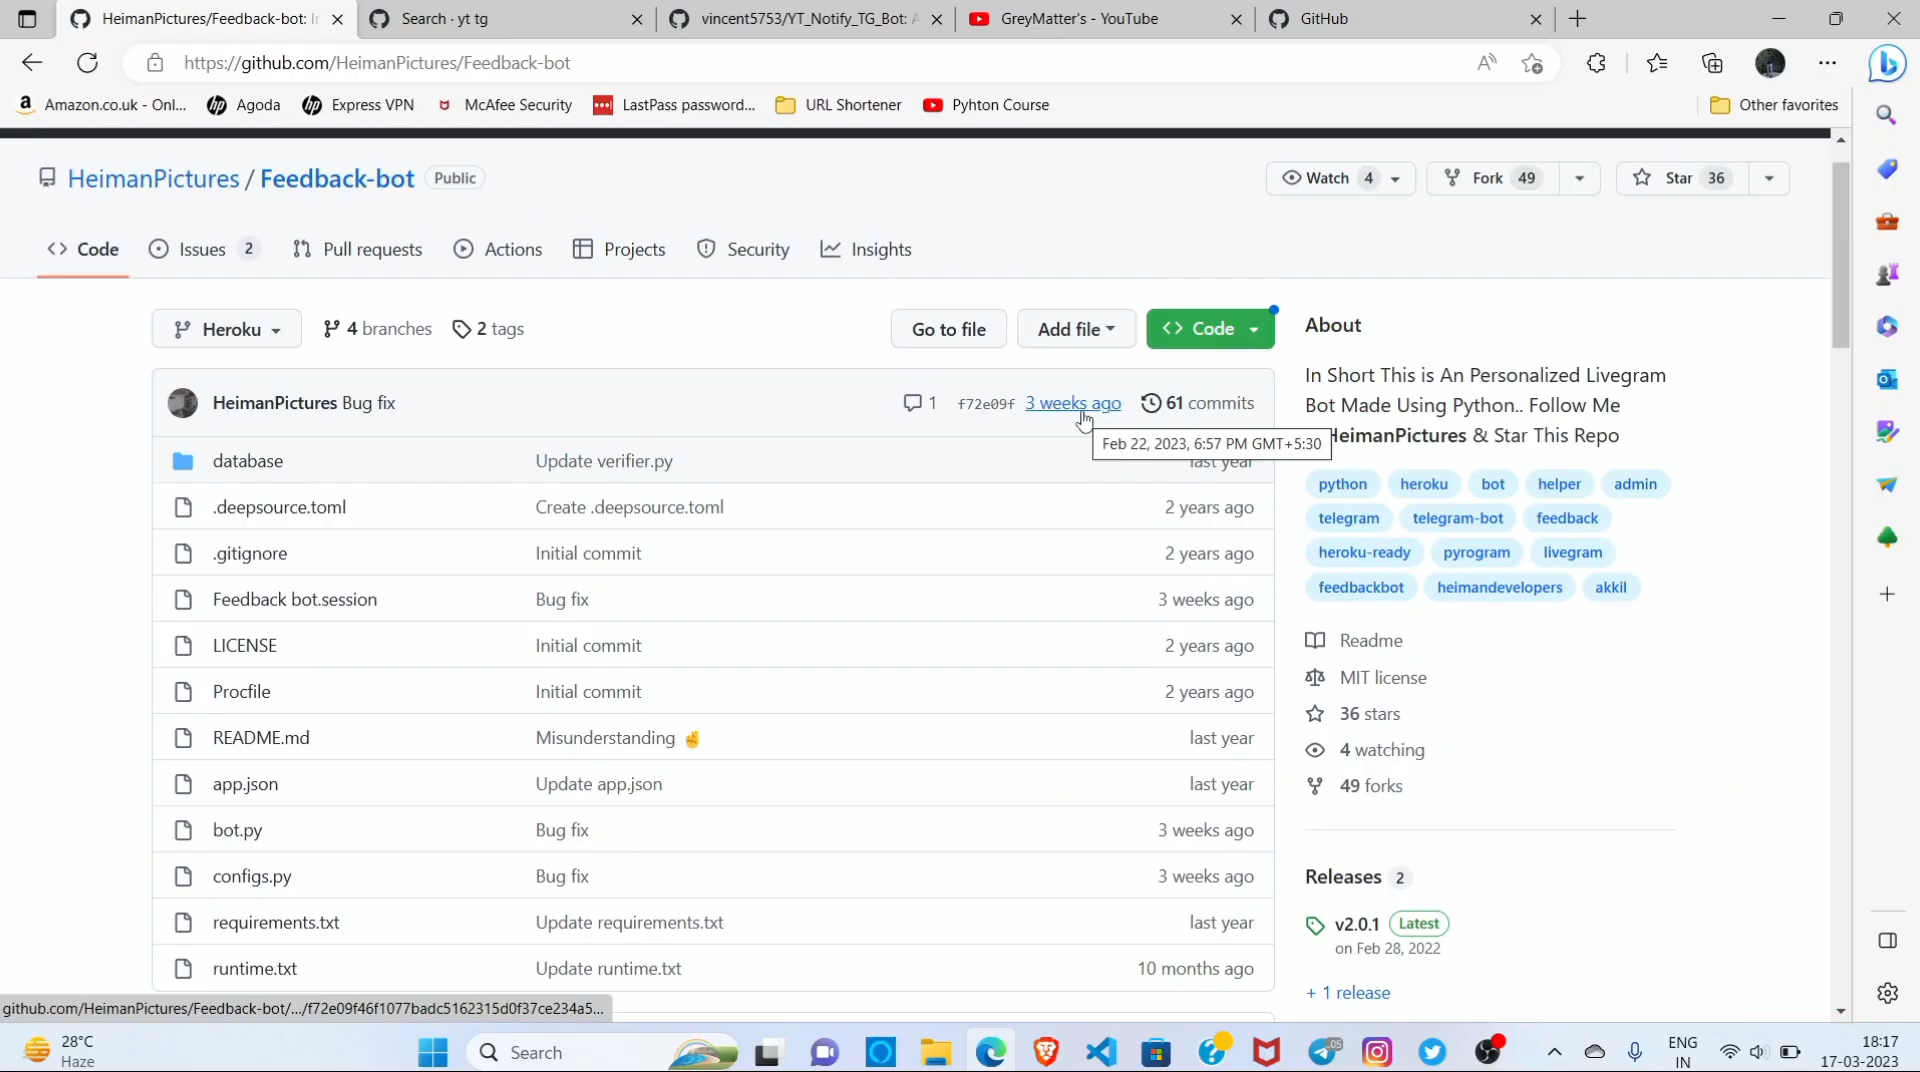 HeimanPictures/Feedback-bot: In
Search · yt tg
vincent5753/YT_Notify_TG_Bot: A
GreyMatter's - YouTube
GitHub
https://github.com/HeimanPictures/Feedback-bot
Amazon.co.uk - Onl...
Agoda
Express VPN
McAfee Security
LastPass password...
URL Shortener
Pyhton Course
Other favorites
HeimanPictures / Feedback-bot Public
Watch 4
Fork 49
Star 36
Code
Issues 2
Pull requests
Actions
Projects
Security
Insights
Heroku
4 branches
2 tags
Go to file
Add file
Code
HeimanPictures Bug fix
1 f72e09f 3 weeks ago 61 commits
Feb 22, 2023, 6:57 PM GMT+5:30
database Update verifier.py last year
.deepsource.toml Create .deepsource.toml 2 years ago
.gitignore Initial commit 2 years ago
Feedback bot.session Bug fix 3 weeks ago
LICENSE Initial commit 2 years ago
Procfile Initial commit 2 years ago
README.md Misunderstanding 🤞 last year
app.json Update app.json last year
bot.py Bug fix 3 weeks ago
configs.py Bug fix 3 weeks ago
requirements.txt Update requirements.txt last year
runtime.txt Update runtime.txt 10 months ago
About
In Short This is An Personalized Livegram
Bot Made Using Python.. Follow Me
HeimanPictures & Star This Repo
python heroku bot helper admin
telegram telegram-bot feedback
heroku-ready pyrogram livegram
feedbackbot heimandevelopers akkil
Readme
MIT license
36 stars
4 watching
49 forks
Releases 2
v2.0.1 Latest
on Feb 28, 2022
+ 1 release
github.com/HeimanPictures/Feedback-bot/.../f72e09f46f1077badc5162315d0f37ce234a5...
28°C
Haze
Search
ENG
IN
18:17
17-03-2023